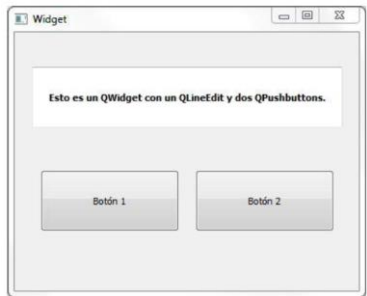 Widget
Esto es un QWidget con un QLineEdit y dos QPushbuttons.
Botón 1
Botón 2